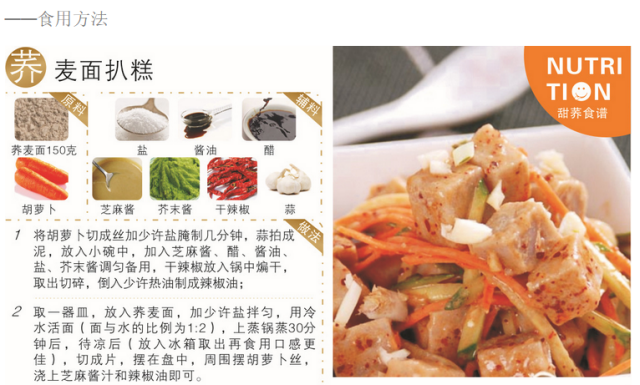 ——食用方法
荞麦面扒糕
原料
辅料
荞麦面150克
盐
酱油
醋
胡萝卜
芝麻酱
芥末酱
干辣椒
蒜
做法
1 将胡萝卜切成丝加少许盐腌制几分钟，蒜拍成
泥，放入小碗中，加入芝麻酱、醋、酱油、
盐、芥末酱调匀备用，干辣椒放入锅中煸干，
取出切碎，倒入少许热油制成辣椒油；
2 取一器皿，放入荞麦面，加少许盐拌匀，用冷
水活面（面与水的比例为1:2），上蒸锅蒸30分
钟后，待凉后（放入冰箱取出再食用口感更
佳），切成片，摆在盘中，周围摆胡萝卜丝，
浇上芝麻酱汁和辣椒油即可。
NUTRI
TION
甜荞食谱